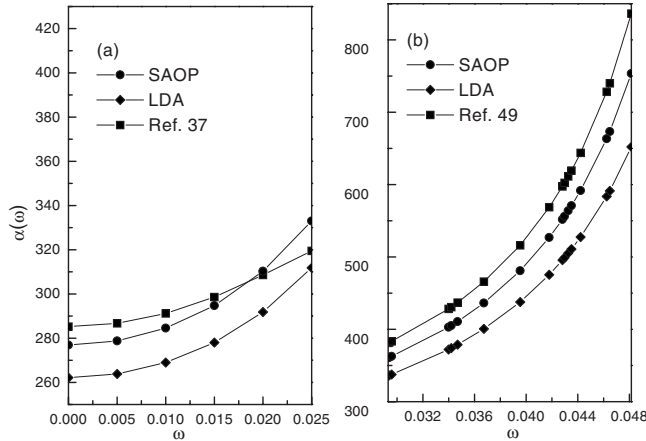 420
400
380
360
340
320
300
280
260
α(ω)
(a)
SAOP
LDA
Ref. 37
0.000 0.005 0.010 0.015 0.020 0.025
ω
800
700
600
500
400
300
(b)
SAOP
LDA
Ref. 49
0.032 0.036 0.040 0.044 0.048
ω